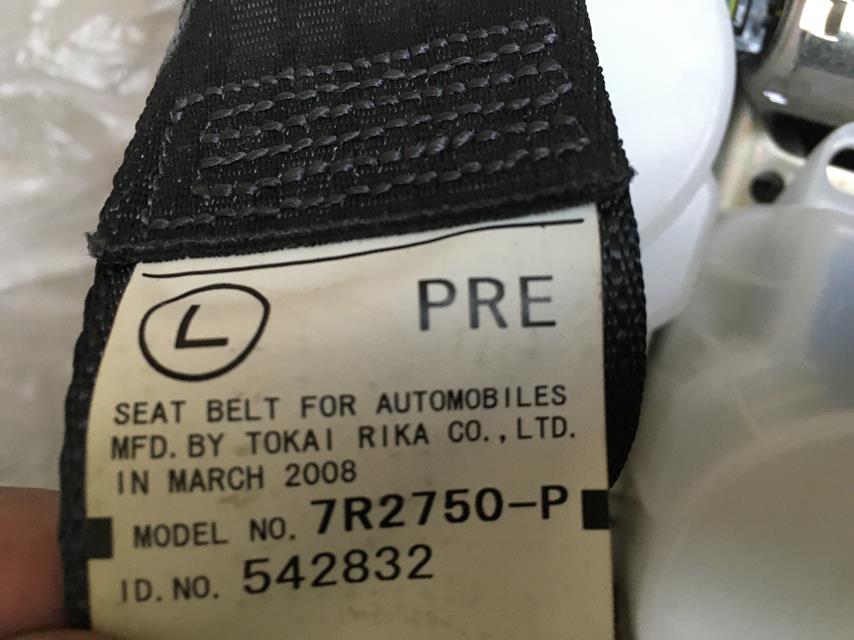 L PRE
SEAT BELT FOR AUTOMOBILES
MFD. BY TOKAI RIKA CO., LTD.
IN MARCH 2008
MODEL NO. 7R2750-P
ID. NO. 542832